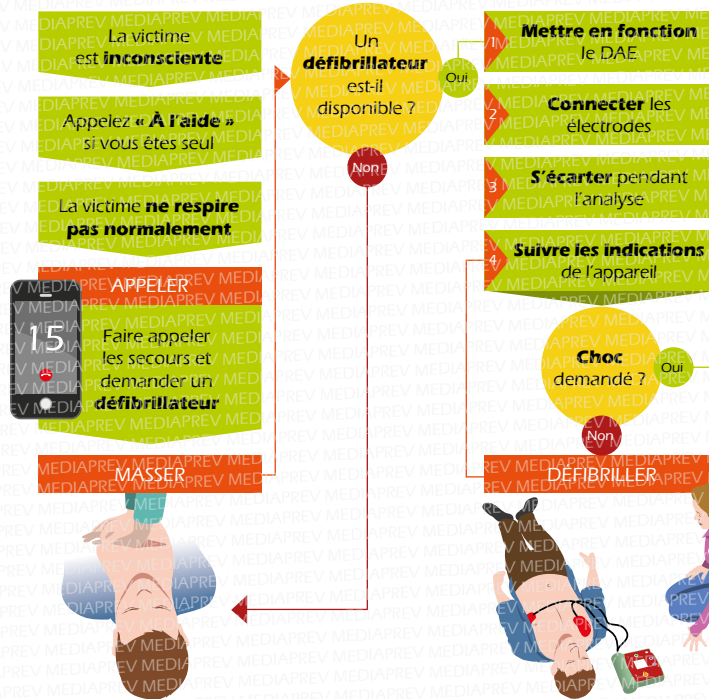 La victime
est inconsciente
Appelez « À l'aide »
si vous êtes seul
La victime ne respire
pas normalement
APPELER
15
Faire appeler
les secours et
demander un
défibrillateur
MASSER
Un
défibrillateur
est-il
disponible ?
Oui
Non
1
Mettre en fonction
le DAE
2
Connecter les
électrodes
3
S'écarter pendant
l'analyse
4
Suivre les indications
de l'appareil
Choc
demandé ?
Oui
Non
DÉFIBRILLER
MEDIAPREV MEDIAPREV MEDIAPREV